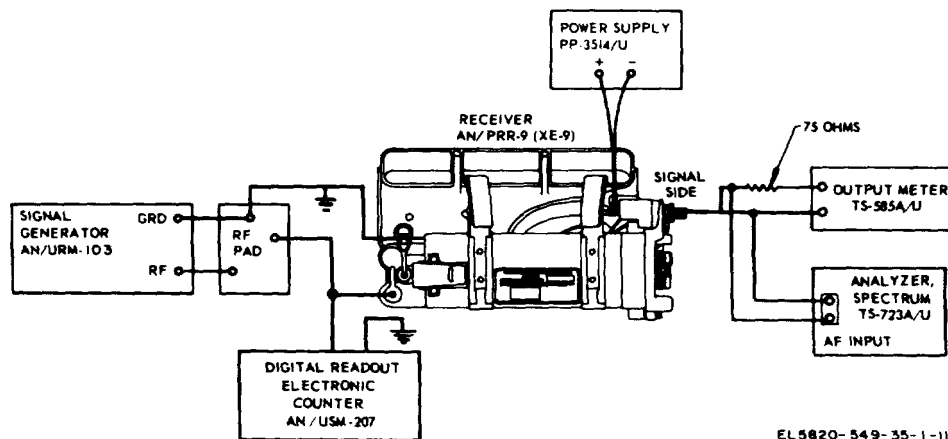 POWER SUPPLY
PP-3514/U
+ -
RECEIVER
AN/PRR-9 (XE-9)
75 OHMS
SIGNAL
SIDE
OUTPUT METER
TS-585A/U
SIGNAL
GENERATOR
AN/URM-103
GRD
RF
RF
PAD
ANALYZER,
SPECTRUM
TS-723A/U
AF INPUT
DIGITAL READOUT
ELECTRONIC
COUNTER
AN/USM-207
EL5820-549-35-1-11